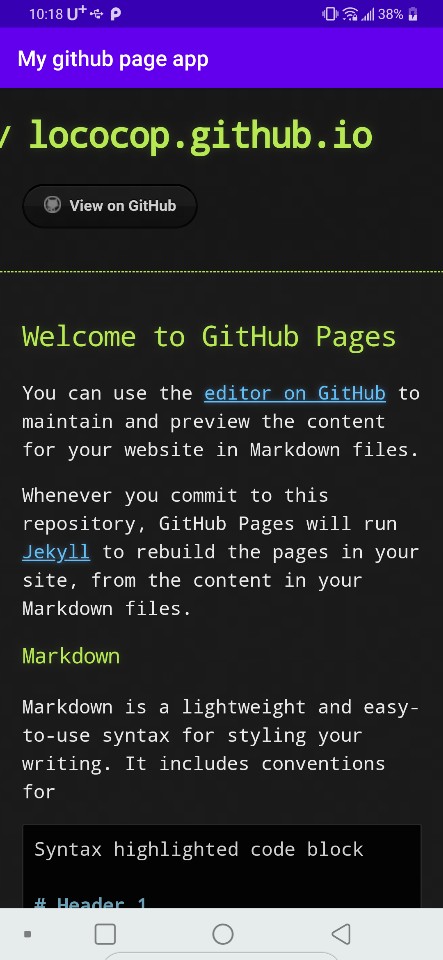 10:18 U+ 38%
My github page app
/ lococop.github.io
View on GitHub
Welcome to GitHub Pages
You can use the editor on GitHub to
maintain and preview the content
for your website in Markdown files.
Whenever you commit to this
repository, GitHub Pages will run
Jekyll to rebuild the pages in your
site, from the content in your
Markdown files.
Markdown
Markdown is a lightweight and easy-
to-use syntax for styling your
writing. It includes conventions
for
Syntax highlighted code block
# Header 1